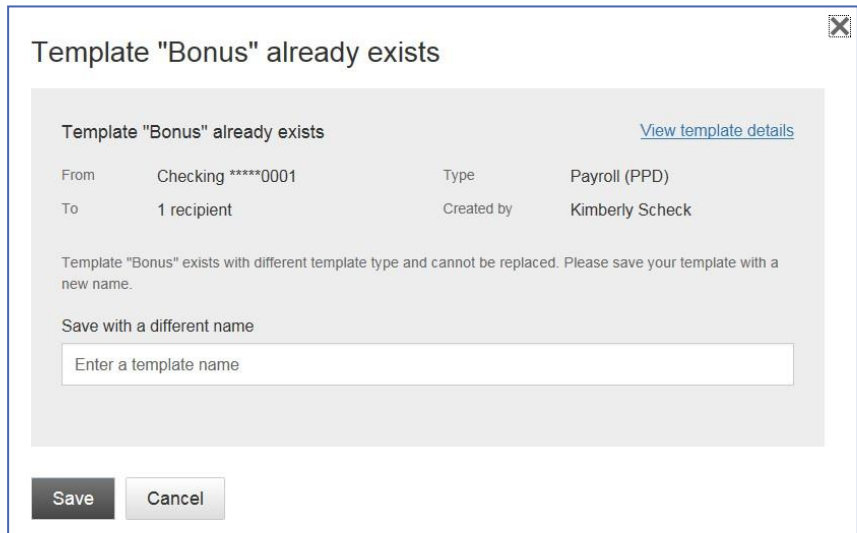 Template "Bonus" already exists
Template "Bonus" already exists View template details
From Checking *****0001 Type Payroll (PPD)
To 1 recipient Created by Kimberly Scheck
Template "Bonus" exists with different template type and cannot be replaced. Please save your template with a
new name.
Save with a different name
Enter a template name
Save Cancel